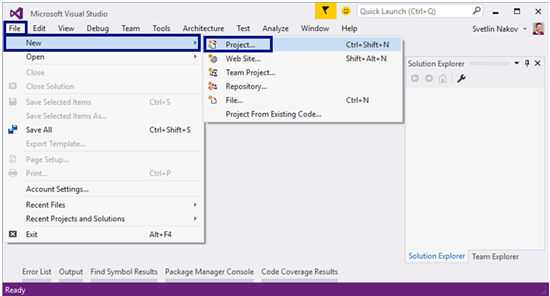 Microsoft Visual Studio
Quick Launch (Ctrl+Q)
File Edit View Debug Team Tools Architecture Test Analyze Window Help Svetlin Nakov
New
Open
Close
Close Solution
Save Selected Items Ctrl+S
Save Selected Items As...
Save All Ctrl+Shift+S
Export Template...
Page Setup...
Print... Ctrl+P
Account Settings...
Recent Files
Recent Projects and Solutions
Exit Alt+F4
Project... Ctrl+Shift+N
Web Site... Shift+Alt+N
Team Project...
Repository...
File... Ctrl+N
Project From Existing Code...
Solution Explorer
Solution Explorer Team Explorer
Error List Output Find Symbol Results Package Manager Console Code Coverage Results
Ready